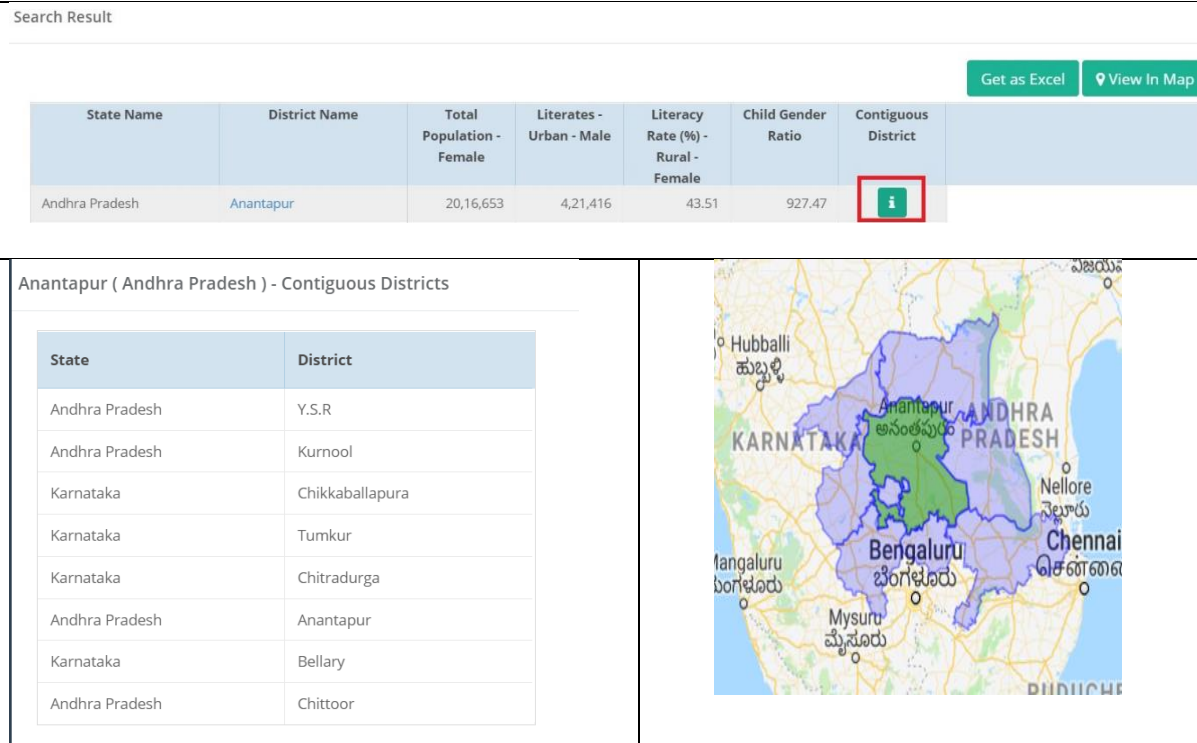 Search Result
Get as Excel
View In Map
State Name District Name Total Population - Female Literates - Urban - Male Literacy Rate (%) - Rural - Female Child Gender Ratio Contiguous District
Andhra Pradesh Anantapur 20,16,653 4,21,416 43.51 927.47 i
Anantapur ( Andhra Pradesh ) - Contiguous Districts
State District
Andhra Pradesh Y.S.R
Andhra Pradesh Kurnool
Karnataka Chikkaballapura
Karnataka Tumkur
Karnataka Chitradurga
Andhra Pradesh Anantapur
Karnataka Bellary
Andhra Pradesh Chittoor
Hubballi
ಹುಬ್ಬಳ್ಳಿ
Anantapur
అనంతపురం
ANDHRA
PRADESH
KARNATAKA
Nellore
నెల్లూరు
Chennai
சென்னை
Bengaluru
ಬೆಂಗಳೂರು
Mysuru
ಮೈಸೂರು